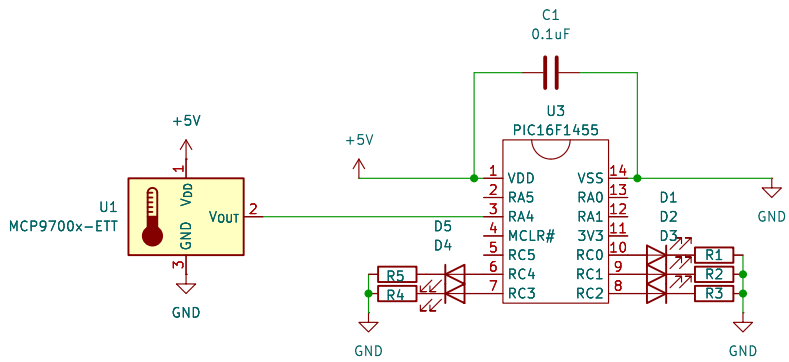 C1
0.1uF
U3
PIC16F1455
+5V
+5V
1
VDD
VSS
14
2
RA5
RA0
13
3
RA4
RA1
12
4
MCLR#
3V3
11
5
RC5
RC0
10
6
RC4
RC1
9
7
RC3
RC2
8
U1
MCP9700x-ETT
1
VDD
VOUT
2
GND
3
GND
D5
D4
R5
R4
GND
D1
D2
D3
R1
R2
R3
GND
GND